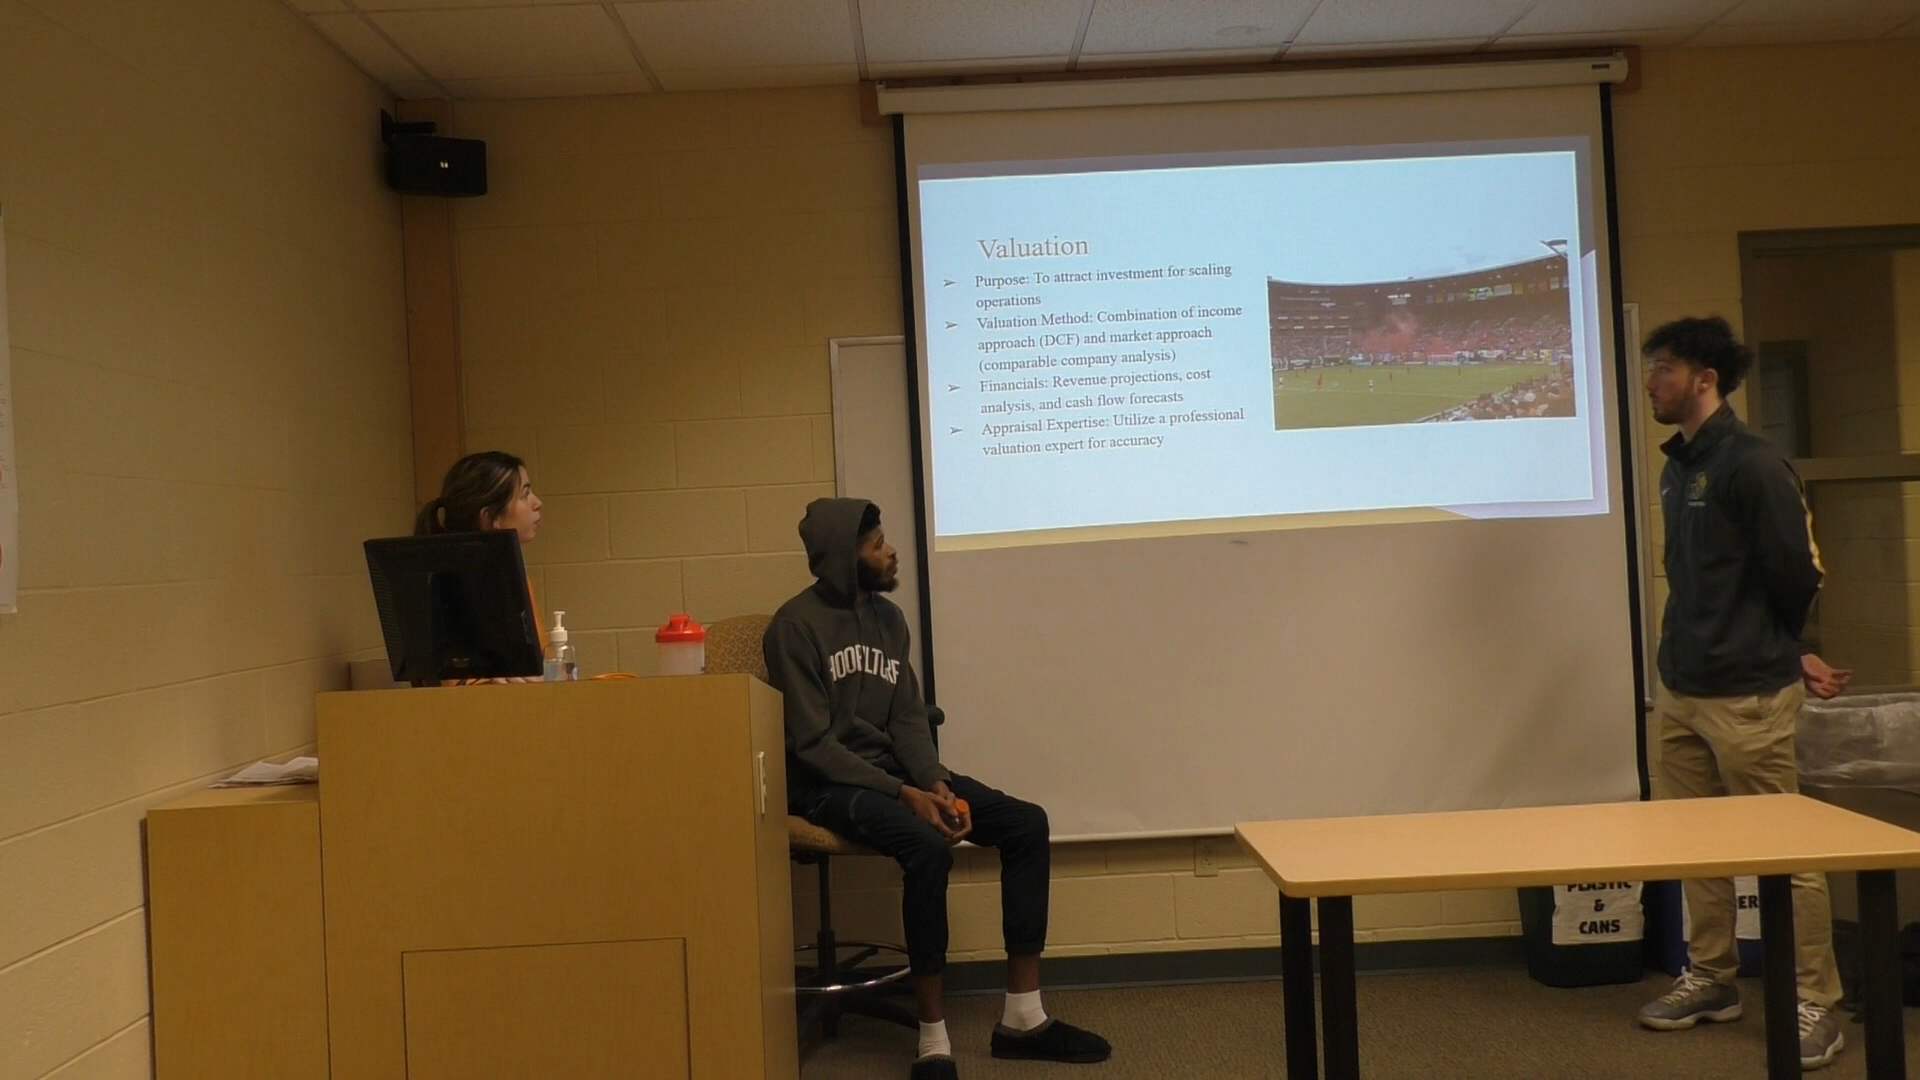 Valuation
➢ Purpose: To attract investment for scaling
operations
➢ Valuation Method: Combination of income
approach (DCF) and market approach
(comparable company analysis)
➢ Financials: Revenue projections, cost
analysis, and cash flow forecasts
➢ Appraisal Expertise: Utilize a professional
valuation expert for accuracy
PLASTIC
&
CANS